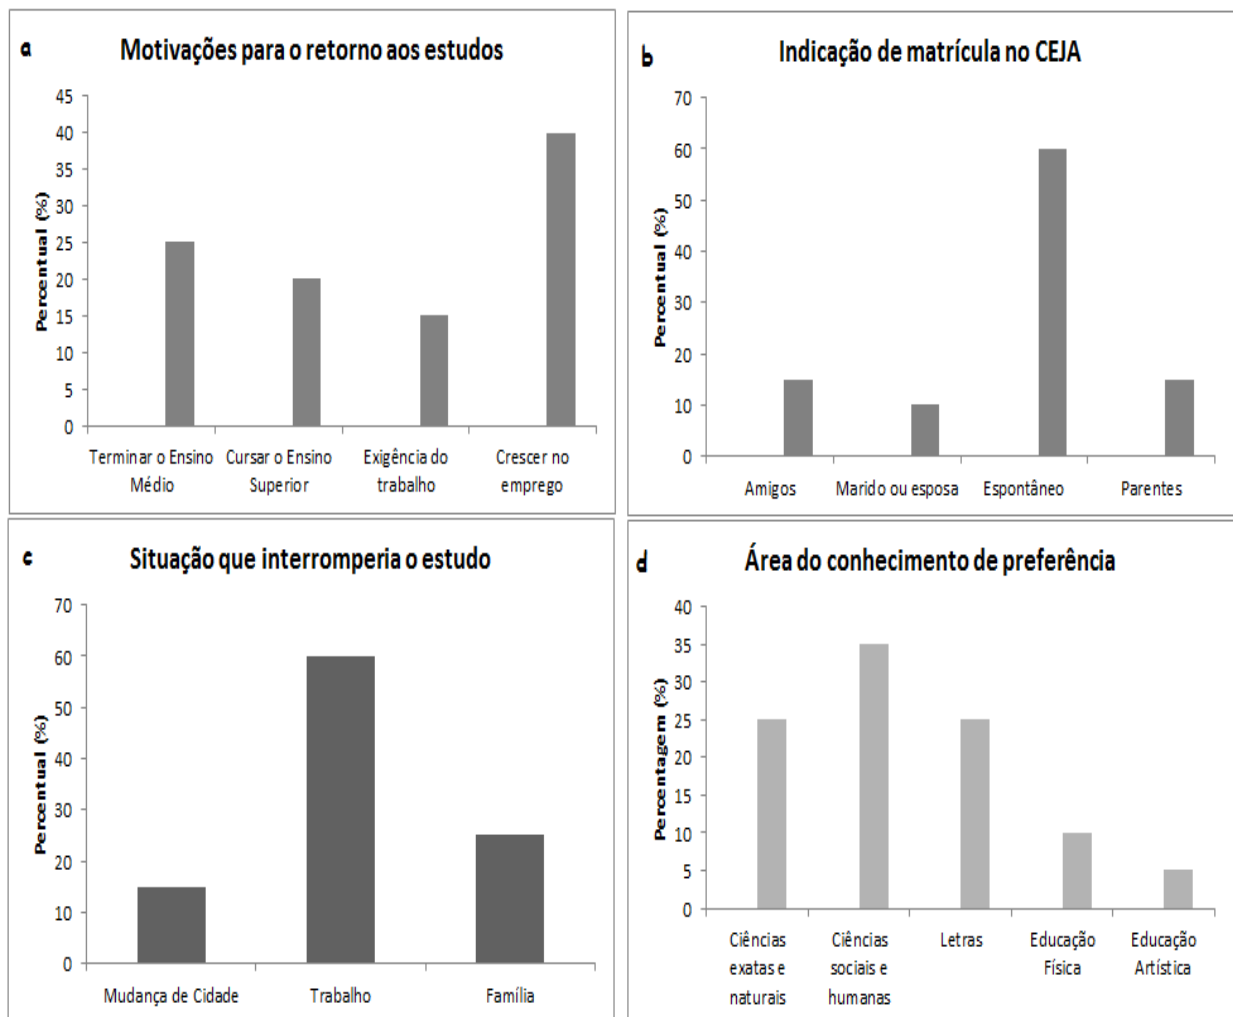 a
Motivações para o retorno aos estudos
Percentual (%)
45
40
35
30
25
20
15
10
5
0
Terminar o Ensino
Médio
Cursar o Ensino
Superior
Exigência do
trabalho
Crescer no
emprego
b
Indicação de matrícula no CEJA
Percentual (%)
70
60
50
40
30
20
10
0
Amigos
Marido ou esposa
Espontâneo
Parentes
c
Situação que interromperia o estudo
Percentual (%)
70
60
50
40
30
20
10
0
Mudança de Cidade
Trabalho
Família
d
Área do conhecimento de preferência
Percentagem (%)
40
35
30
25
20
15
10
5
0
Ciências
exatas e
naturais
Ciências
sociais e
humanas
Letras
Educação
Física
Educação
Artística